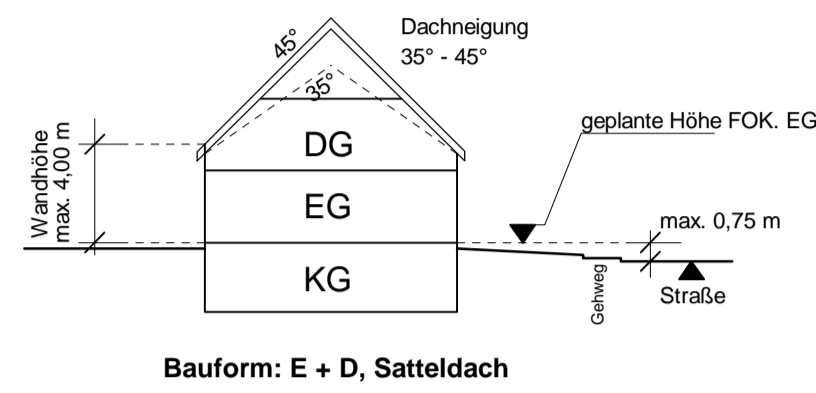 Dachneigung
35° - 45°
45°
35°
geplante Höhe FOK. EG
Wandhöhe
max. 4,00 m
DG
EG
KG
max. 0,75 m
Gehweg
Straße
Bauform: E + D, Satteldach